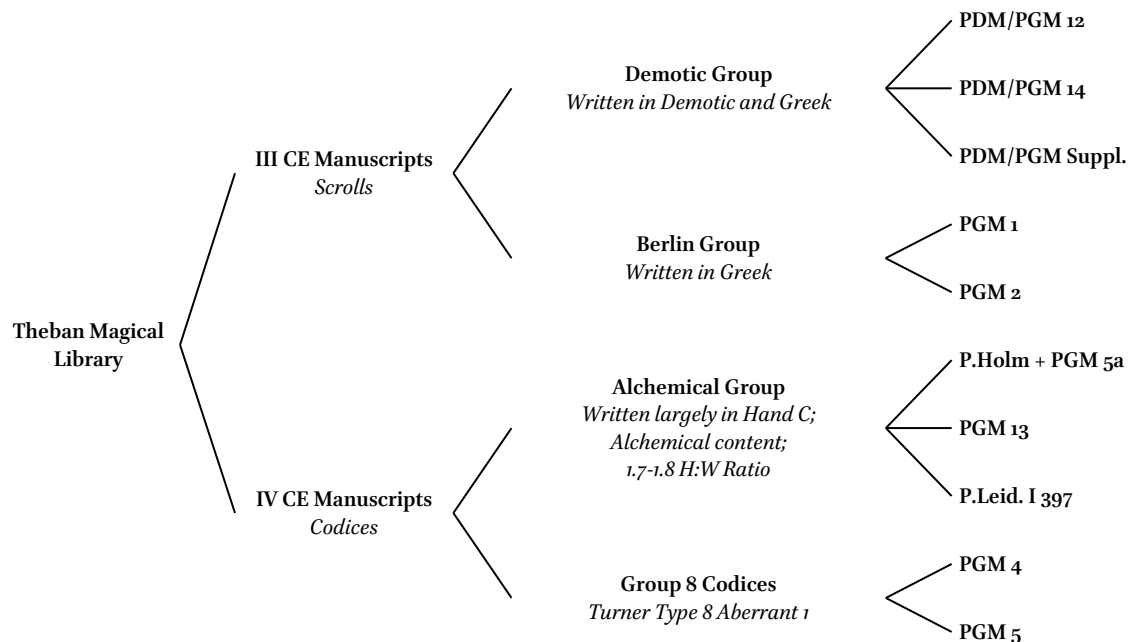 Theban Magical
Library
III CE Manuscripts
Scrolls
IV CE Manuscripts
Codices
Demotic Group
Written in Demotic and Greek
Berlin Group
Written in Greek
Alchemical Group
Written largely in Hand C;
Alchemical content;
1.7-1.8 H:W Ratio
Group 8 Codices
Turner Type 8 Aberrant 1
PDM/PGM 12
PDM/PGM 14
PDM/PGM Suppl.
PGM 1
PGM 2
P.Holm + PGM 5a
PGM 13
P.Leid. I 397
PGM 4
PGM 5